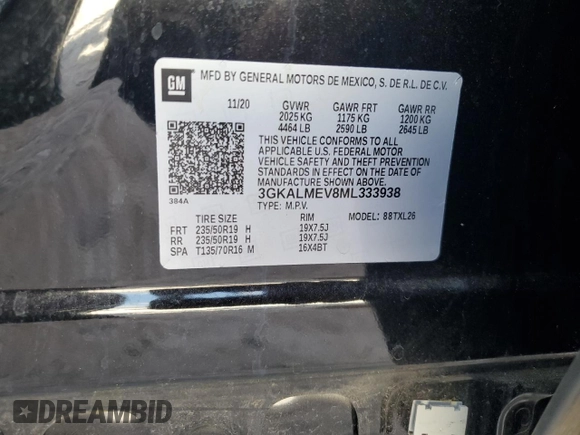 GM
MFD BY GENERAL MOTORS DE MEXICO, S. DE R.L. DE C.V.
11/20 GVWR GAWR FRT GAWR RR
2025 KG 1175 KG 1200 KG
4464 LB 2590 LB 2645 LB
THIS VEHICLE CONFORMS TO ALL
APPLICABLE U.S. FEDERAL MOTOR
VEHICLE SAFETY AND THEFT PREVENTION
STANDARDS IN EFFECT ON THE DATE OF
MANUFACTURE SHOWN ABOVE.
384A
3GKALMEV8ML333938
TYPE: M.P.V. MODEL: 88TXL26
TIRE SIZE RIM
FRT 235/50R19 H 19X7.5J
RR 235/50R19 H 19X7.5J
SPA T135/70R16 M 16X4BT
DREAMBID